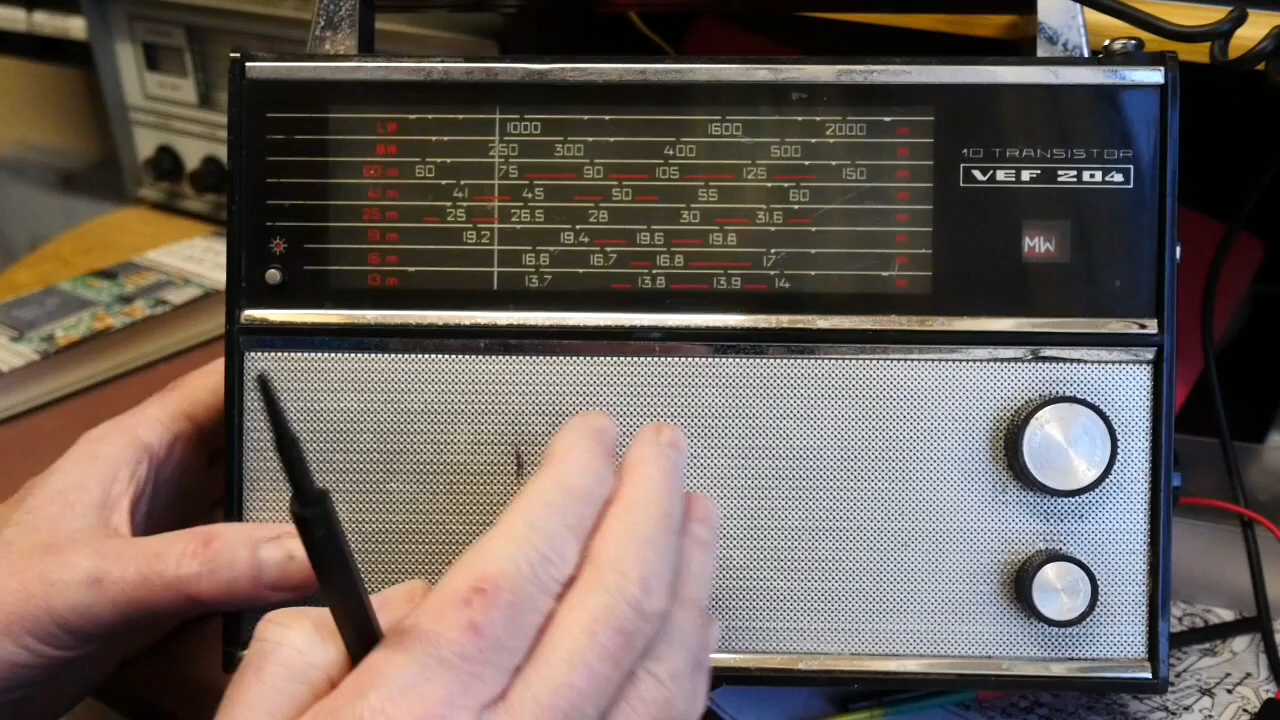 LW 1000 1600 2000 m
MW 250 300 400 500 m
60 m 60 75 90 105 125 150 m
41 m 41 45 50 55 60 m
25 m 25 26.5 28 30 31.6 m
19 m 19.2 19.4 19.6 19.8 m
16 m 16.6 16.7 16.8 17 m
13 m 13.7 13.8 13.9 14 m
10 TRANSISTOR
VEF 204
MW